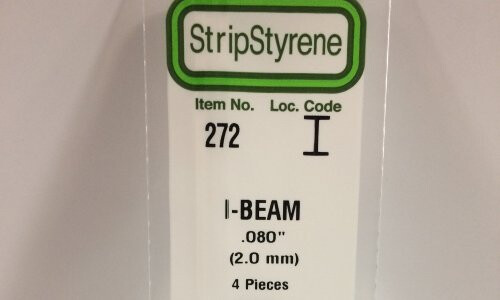 StripStyrene
Item No. Loc. Code
272 I
I-BEAM
.080"
(2.0 mm)
4 Pieces